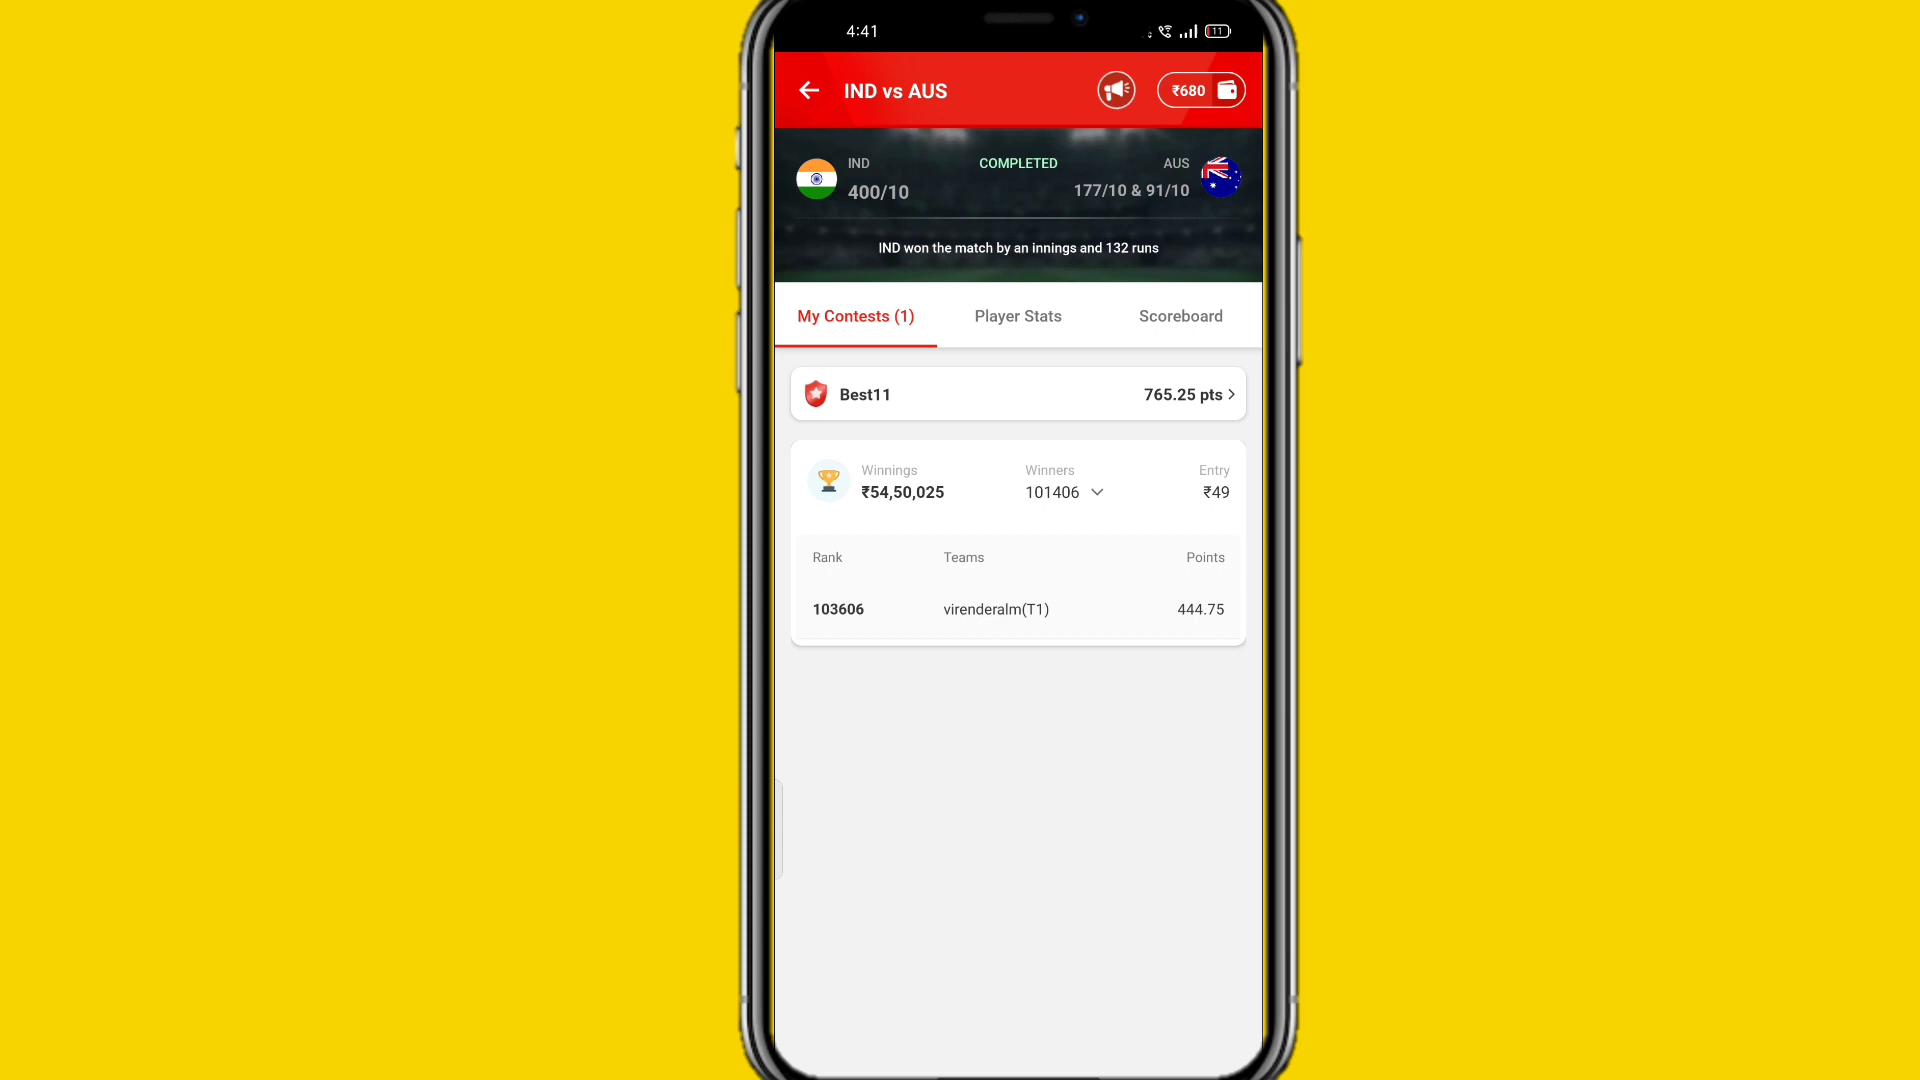 4:41
11
IND vs AUS
₹680
IND COMPLETED AUS
400/10 177/10 & 91/10
IND won the match by an innings and 132 runs
My Contests (1) Player Stats Scoreboard
Best11 765.25 pts
Winnings Winners Entry
₹54,50,025 101406 ₹49
Rank Teams Points
103606 virenderalm(T1) 444.75